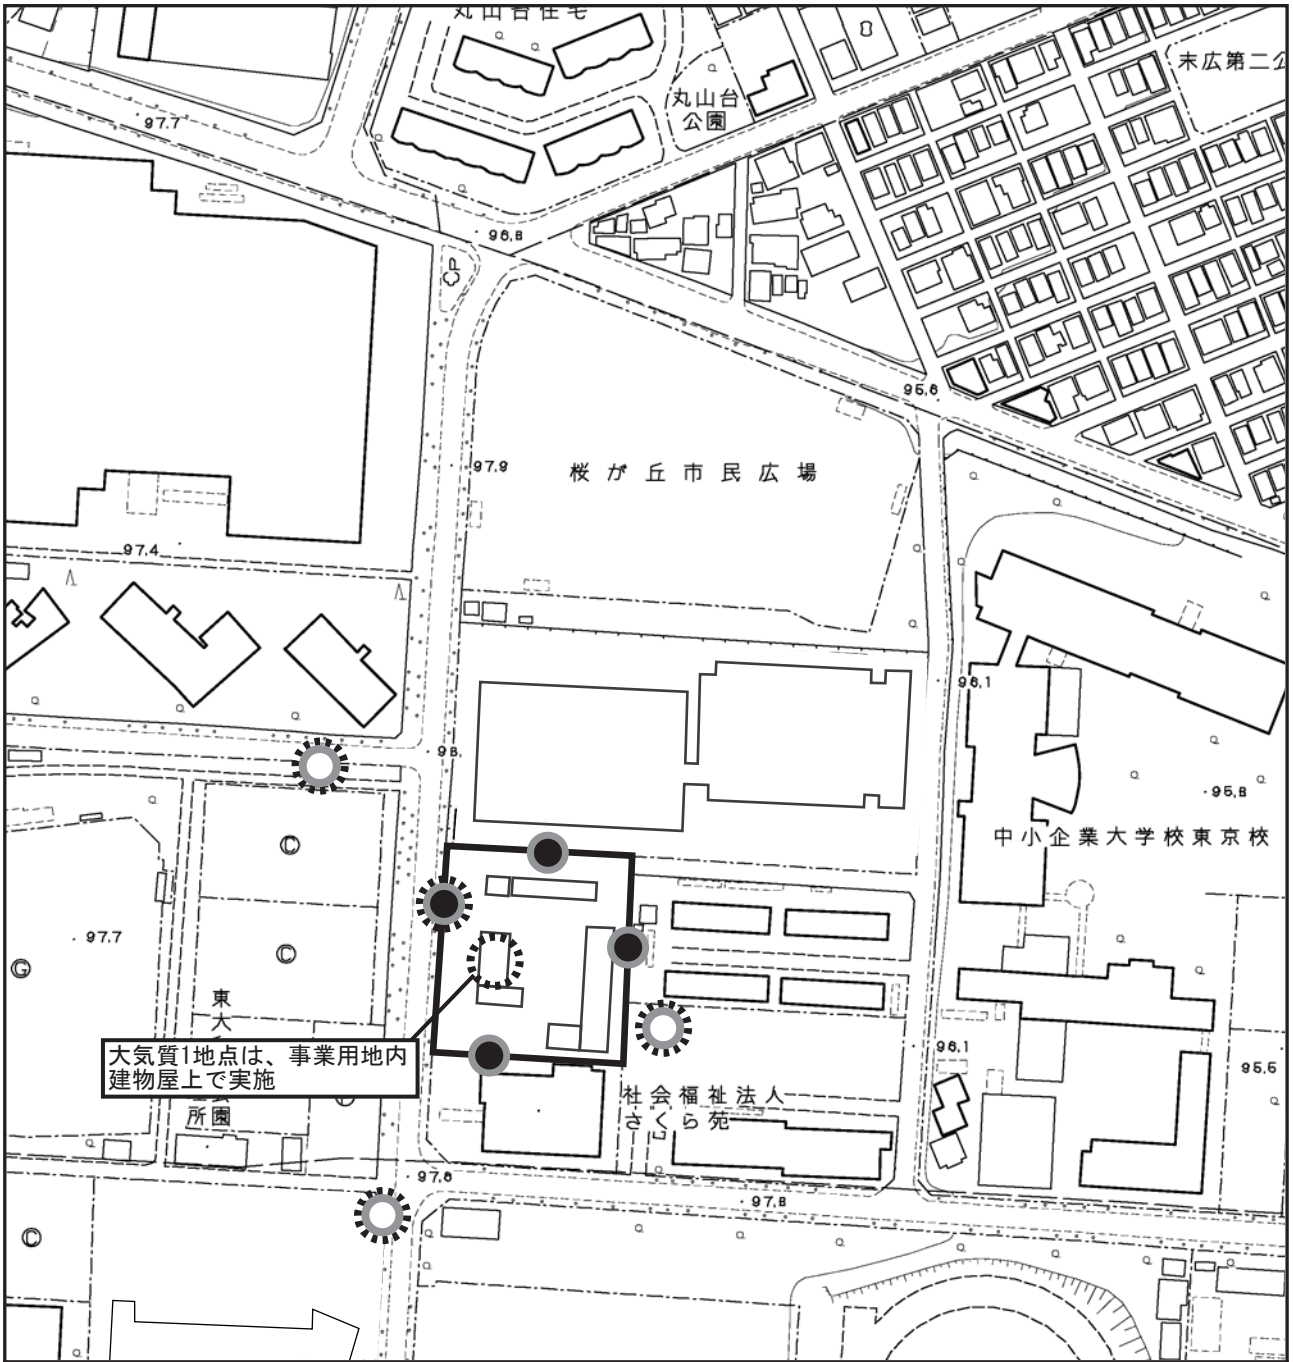 丸山台住宅
末広第二公
丸山台
公園
97.7
96.8
95.6
97.9
桜が丘市民広場
97.4
96.1
98.
95.8
中小企業大学校東京校
C
97.7
C
G
東
大
大気質1地点は、事業用地内
建物屋上で実施
96.1
95.5
社会福祉法人
さくら苑
所園
97.6
97.8
C